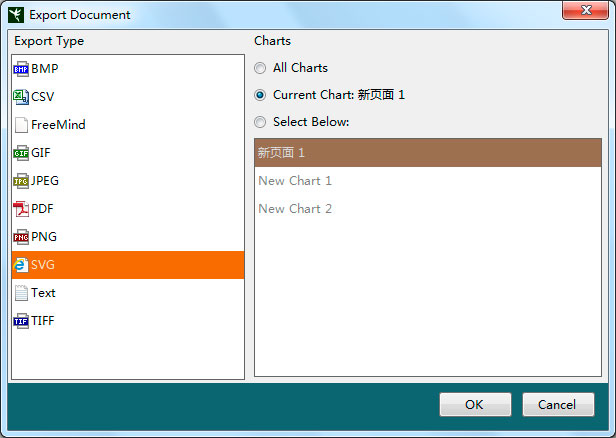 Export Document
Export Type
BMP
CSV
FreeMind
GIF
JPEG
PDF
PNG
SVG
Text
TIFF
Charts
All Charts
Current Chart: 新页面 1
Select Below:
新页面 1
New Chart 1
New Chart 2
OK
Cancel